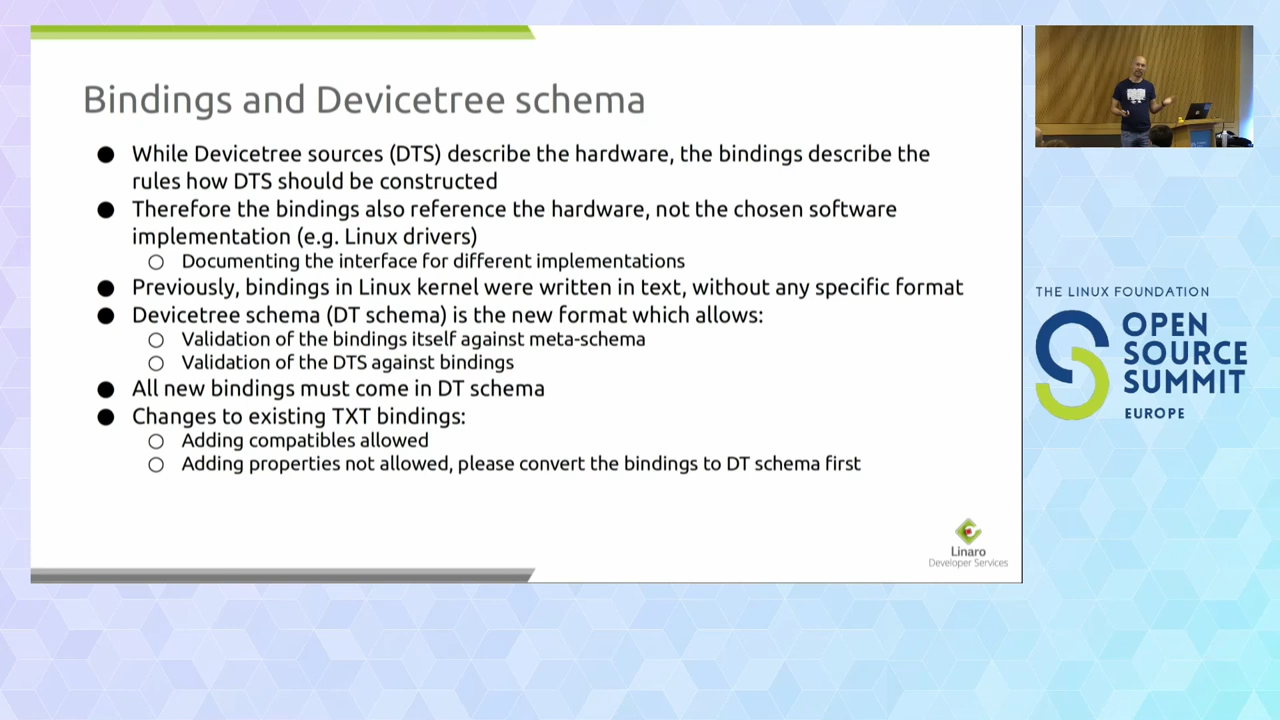 Bindings and Devicetree schema
● While Devicetree sources (DTS) describe the hardware, the bindings describe the
rules how DTS should be constructed
● Therefore the bindings also reference the hardware, not the chosen software
implementation (e.g. Linux drivers)
○ Documenting the interface for different implementations
● Previously, bindings in Linux kernel were written in text, without any specific format
● Devicetree schema (DT schema) is the new format which allows:
○ Validation of the bindings itself against meta-schema
○ Validation of the DTS against bindings
● All new bindings must come in DT schema
● Changes to existing TXT bindings:
○ Adding compatibles allowed
○ Adding properties not allowed, please convert the bindings to DT schema first
Linaro
Developer Services
THE LINUX FOUNDATION
OPEN
SOURCE
SUMMIT
EUROPE